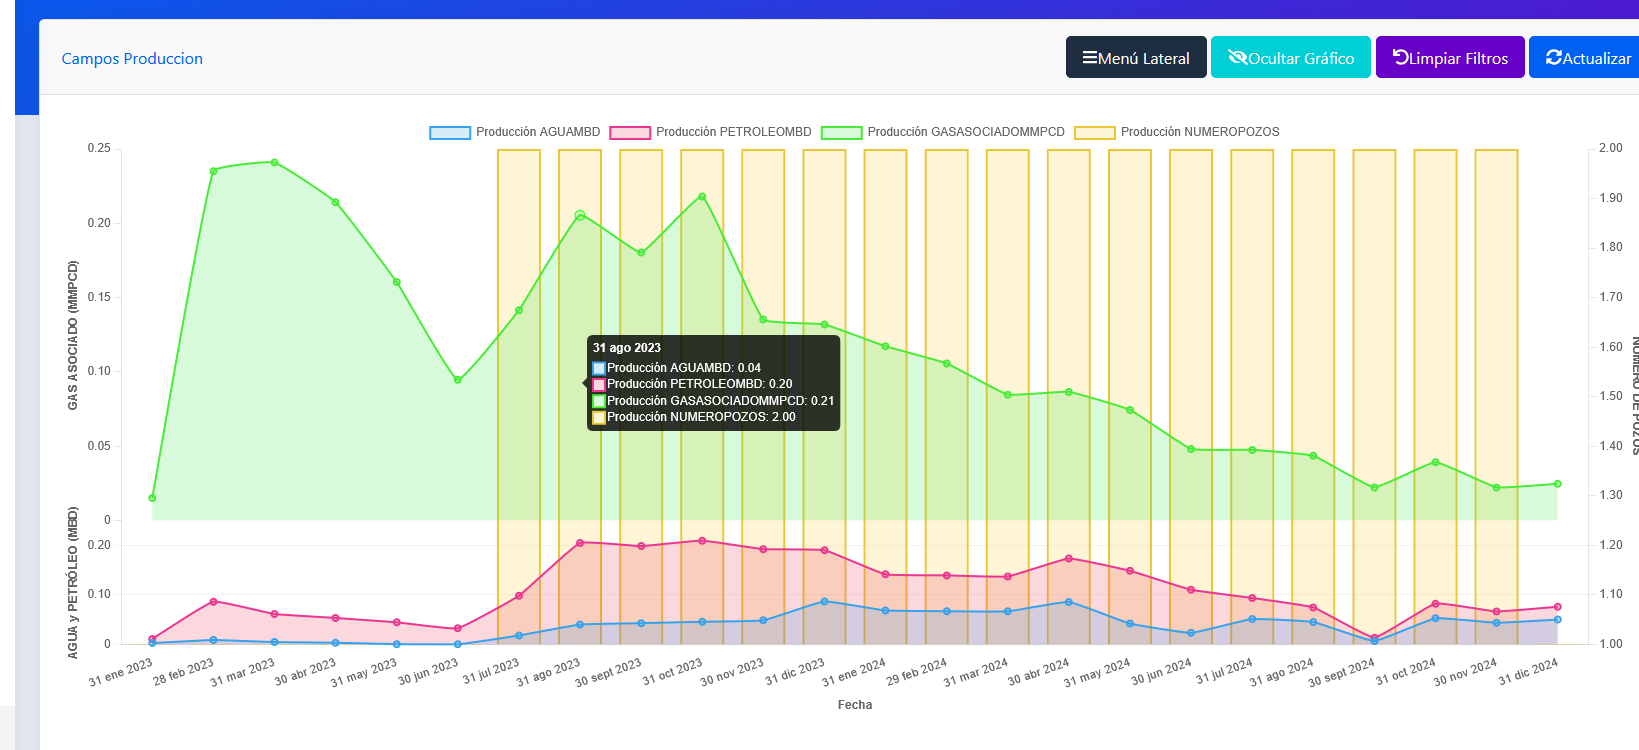 Campos Produccion
Menú Lateral
Ocultar Gráfico
Limpiar Filtros
Actualizar
Producción AGUAMBD
Producción PETROLEOMBD
Producción GASASOCIADOMMPCD
Producción NUMEROPOZOS
GAS ASOCIADO (MMPCD)
0.25
0.20
0.15
0.10
0.05
0
AGUA y PETRÓLEO (MBD)
0.20
0.10
0
31 ago 2023
Producción AGUAMBD: 0.04
Producción PETROLEOMBD: 0.20
Producción GASASOCIADOMMPCD: 0.21
Producción NUMEROPOZOS: 2.00
2.00
1.90
1.80
1.70
1.60
1.50
1.40
1.30
1.20
1.10
1.00
NÚMERO DE POZOS
31 ene 2023
28 feb 2023
31 mar 2023
30 abr 2023
31 may 2023
30 jun 2023
31 jul 2023
31 ago 2023
30 sept 2023
31 oct 2023
30 nov 2023
31 dic 2023
31 ene 2024
29 feb 2024
31 mar 2024
30 abr 2024
31 may 2024
30 jun 2024
31 jul 2024
31 ago 2024
30 sept 2024
31 oct 2024
30 nov 2024
31 dic 2024
Fecha